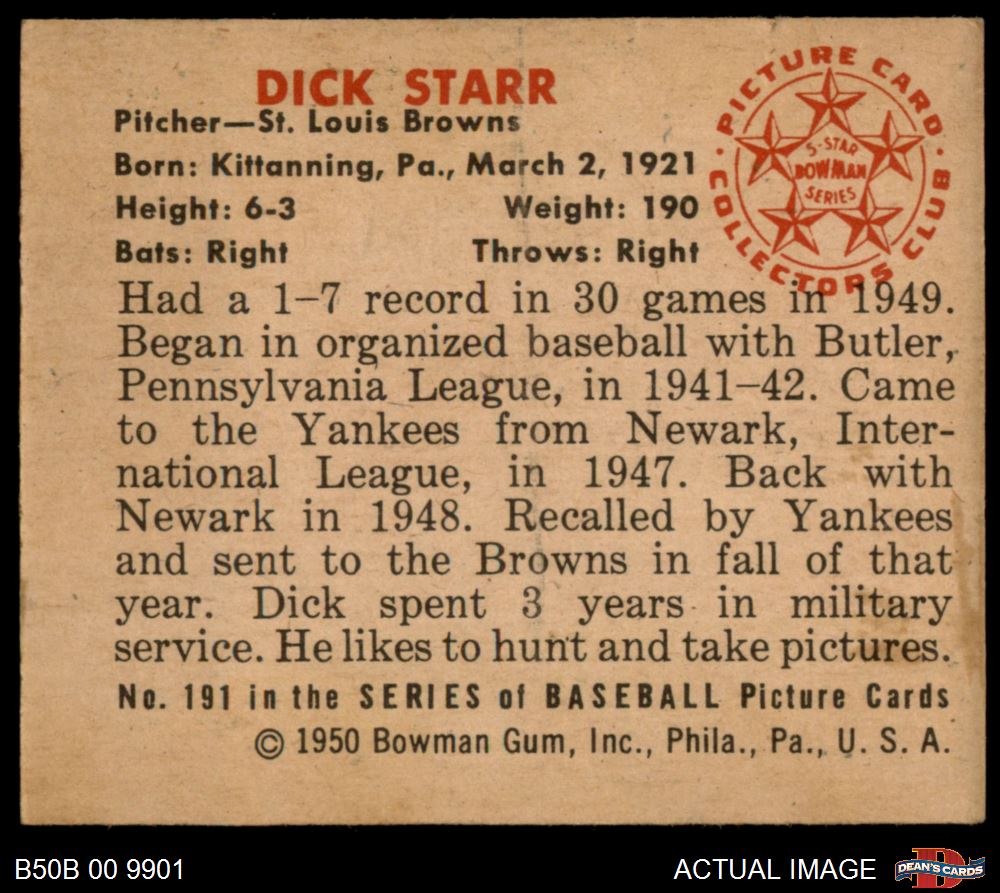 DICK STARR
Pitcher—St. Louis Browns
Born: Kittanning, Pa., March 2, 1921
Height: 6-3 Weight: 190
Bats: Right Throws: Right
PICTURE CARD
COLLECTORS CLUB
5-STAR
BOWMAN
SERIES
Had a 1–7 record in 30 games in 1949.
Began in organized baseball with Butler,
Pennsylvania League, in 1941–42. Came
to the Yankees from Newark, Inter-
national League, in 1947. Back with
Newark in 1948. Recalled by Yankees
and sent to the Browns in fall of that
year. Dick spent 3 years in military
service. He likes to hunt and take pictures.
No. 191 in the SERIES of BASEBALL Picture Cards
© 1950 Bowman Gum, Inc., Phila., Pa., U. S. A.
B50B 00 9901
ACTUAL IMAGE
D
DEAN'S CARDS